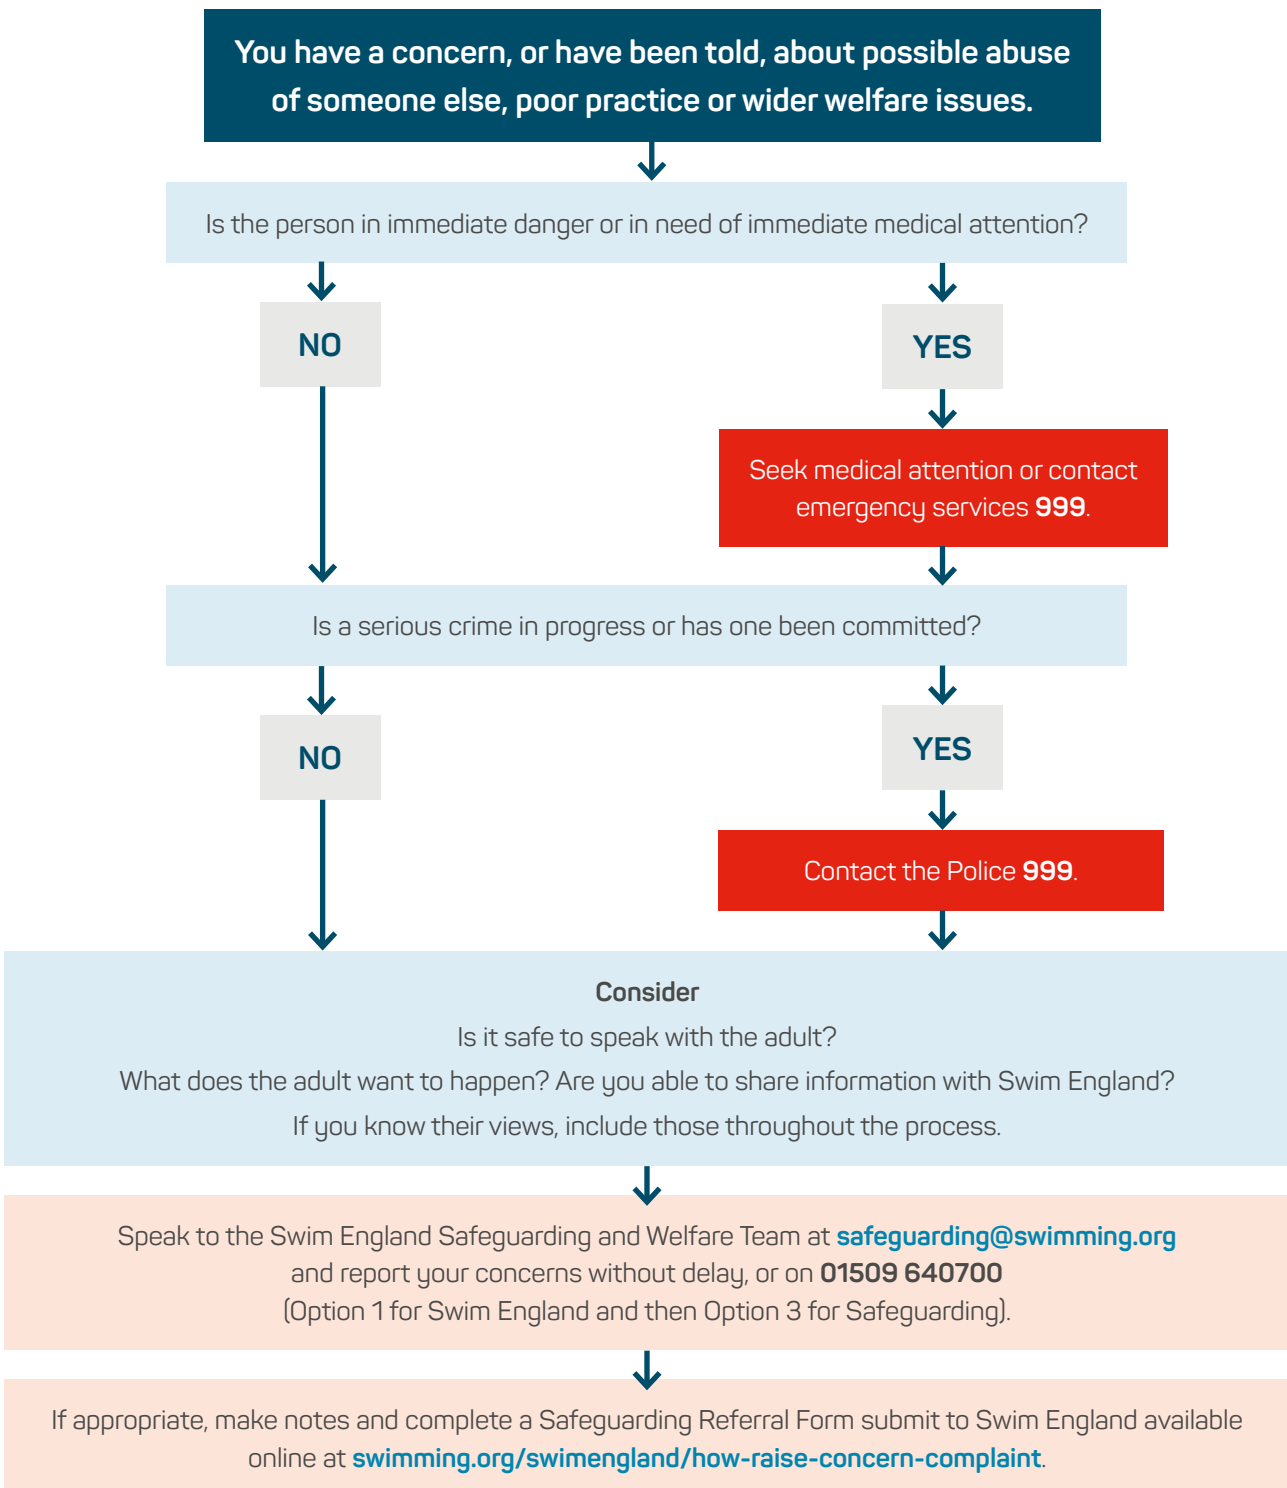 You have a concern, or have been told, about possible abuse
of someone else, poor practice or wider welfare issues.
Is the person in immediate danger or in need of immediate medical attention?
NO
YES
Seek medical attention or contact
emergency services 999.
Is a serious crime in progress or has one been committed?
NO
YES
Contact the Police 999.
Consider
Is it safe to speak with the adult?
What does the adult want to happen? Are you able to share information with Swim England?
If you know their views, include those throughout the process.
Speak to the Swim England Safeguarding and Welfare Team at safeguarding@swimming.org
and report your concerns without delay, or on 01509 640700
(Option 1 for Swim England and then Option 3 for Safeguarding).
If appropriate, make notes and complete a Safeguarding Referral Form submit to Swim England available
online at swimming.org/swimengland/how-raise-concern-complaint.